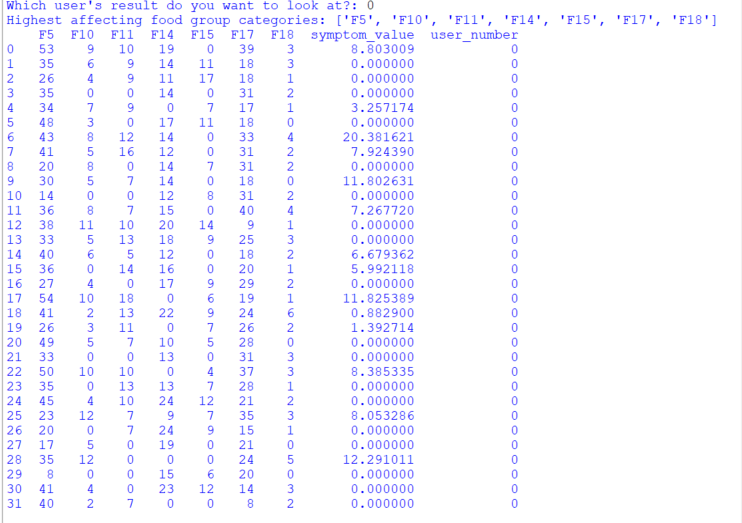 Which user's result do you want to look at?: 0
Highest affecting food group categories: ['F5', 'F10', 'F11', 'F14', 'F15', 'F17', 'F18']
F5 F10 F11 F14 F15 F17 F18 symptom_value user_number
0 53 9 10 19 0 39 3 8.803009 0
1 35 6 9 14 11 18 3 0.000000 0
2 26 4 9 11 17 18 1 0.000000 0
3 35 0 0 14 0 31 2 0.000000 0
4 34 7 9 0 7 17 1 3.257174 0
5 48 3 0 17 11 18 0 0.000000 0
6 43 8 12 14 0 33 4 20.381621 0
7 41 5 16 12 0 31 2 7.924390 0
8 20 8 0 14 7 31 2 0.000000 0
9 30 5 7 14 0 18 0 11.802631 0
10 14 0 0 12 8 31 2 0.000000 0
11 36 8 7 15 0 40 4 7.267720 0
12 38 11 10 20 14 9 1 0.000000 0
13 33 5 13 18 9 25 3 0.000000 0
14 40 6 5 12 0 18 2 6.679362 0
15 36 0 14 16 0 20 1 5.992118 0
16 27 4 0 17 9 29 2 0.000000 0
17 54 10 18 0 6 19 1 11.825389 0
18 41 2 13 22 9 24 6 0.882900 0
19 26 3 11 0 7 26 2 1.392714 0
20 49 5 7 10 5 28 0 0.000000 0
21 33 0 0 13 0 31 3 0.000000 0
22 50 10 10 0 4 37 3 8.385335 0
23 35 0 13 13 7 28 1 0.000000 0
24 45 4 10 24 12 21 2 0.000000 0
25 23 12 7 9 7 35 3 8.053286 0
26 20 0 7 24 9 15 1 0.000000 0
27 17 5 0 19 0 21 0 0.000000 0
28 35 12 0 0 0 24 5 12.291011 0
29 8 0 0 15 6 20 0 0.000000 0
30 41 4 0 23 12 14 3 0.000000 0
31 40 2 7 0 0 8 2 0.000000 0